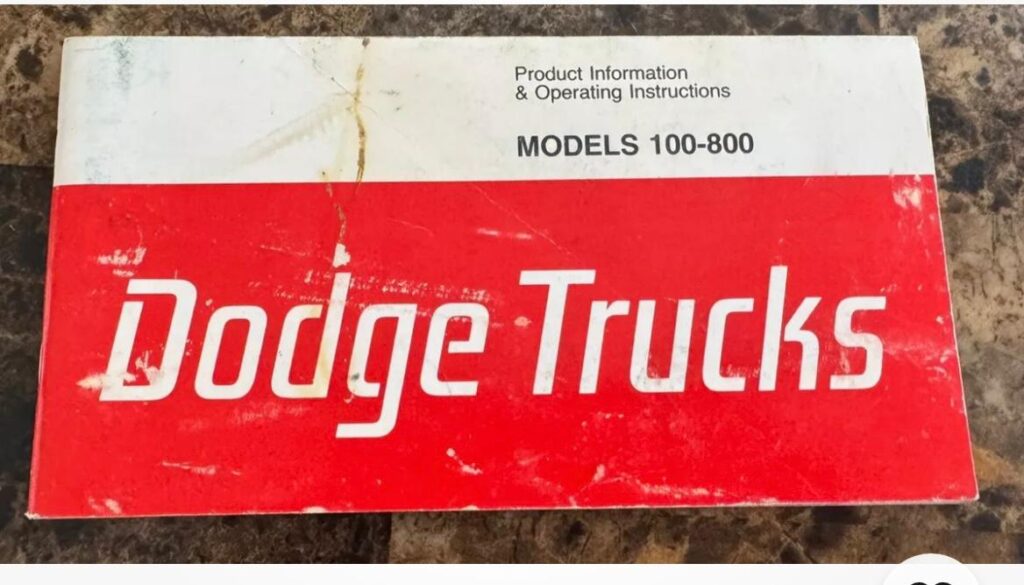 Product Information
& Operating Instructions
MODELS 100-800
Dodge Trucks